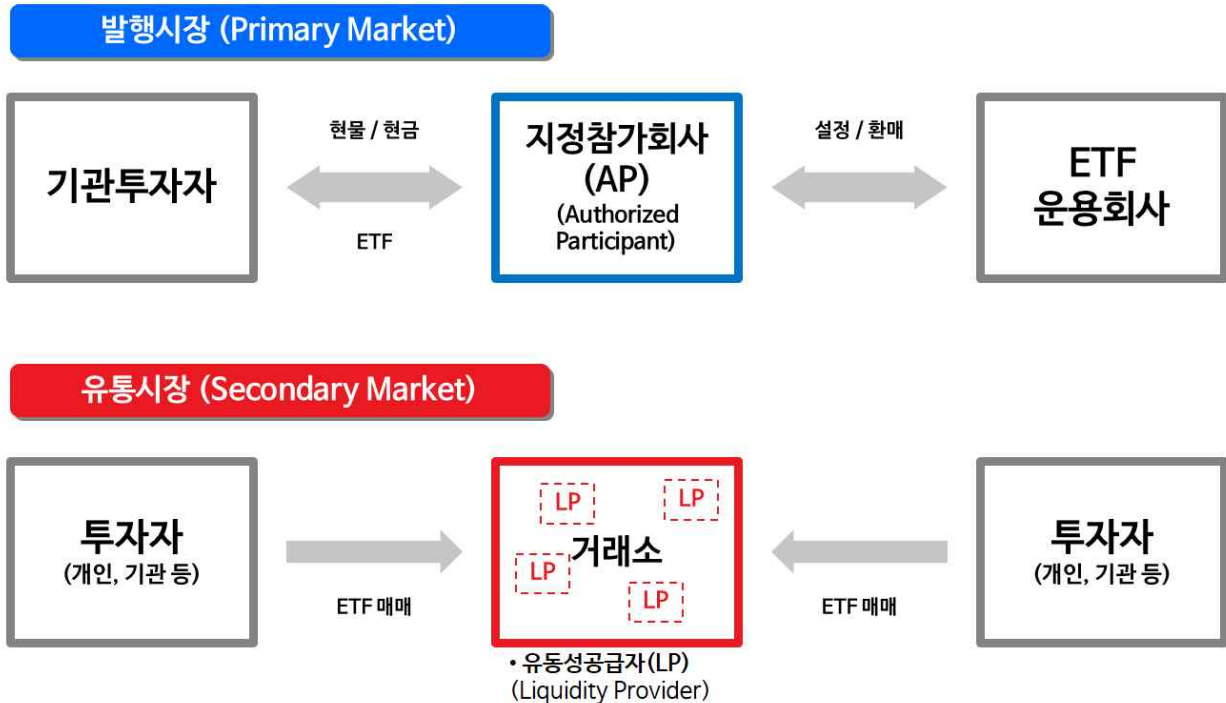 발행시장 (Primary Market)
기관투자자
현물 / 현금
ETF
지정참가회사
(AP)
(Authorized
Participant)
설정 / 환매
ETF
운용회사
유통시장 (Secondary Market)
투자자
(개인, 기관 등)
ETF 매매
LP
LP
거래소
LP
LP
ETF 매매
투자자
(개인, 기관 등)
• 유동성공급자(LP)
(Liquidity Provider)